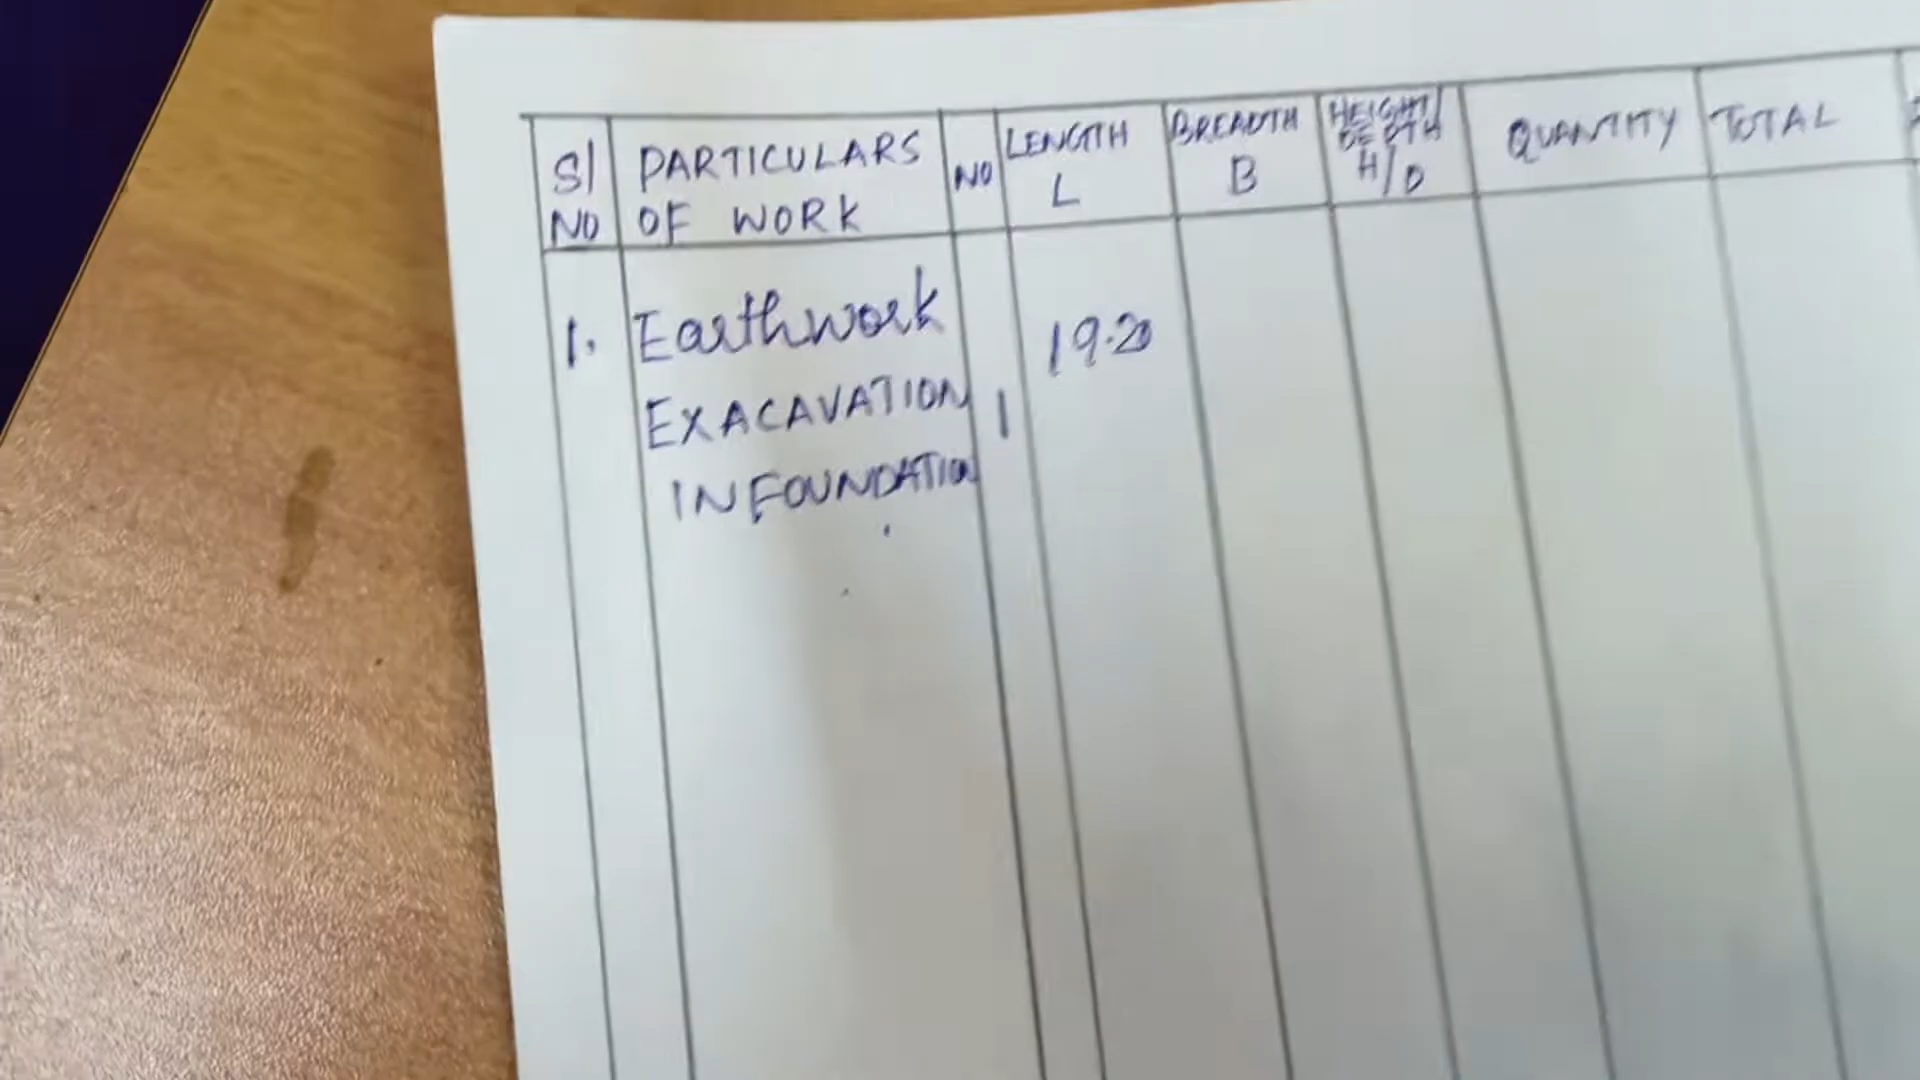 Sl NO
PARTICULARS OF WORK
NO
LENGTH L
BREADTH B
HEIGHT/ DEPTH H/D
QUANTITY
TOTAL
1. Earthwork 19.20
EXACAVATION 1
IN FOUNDATION